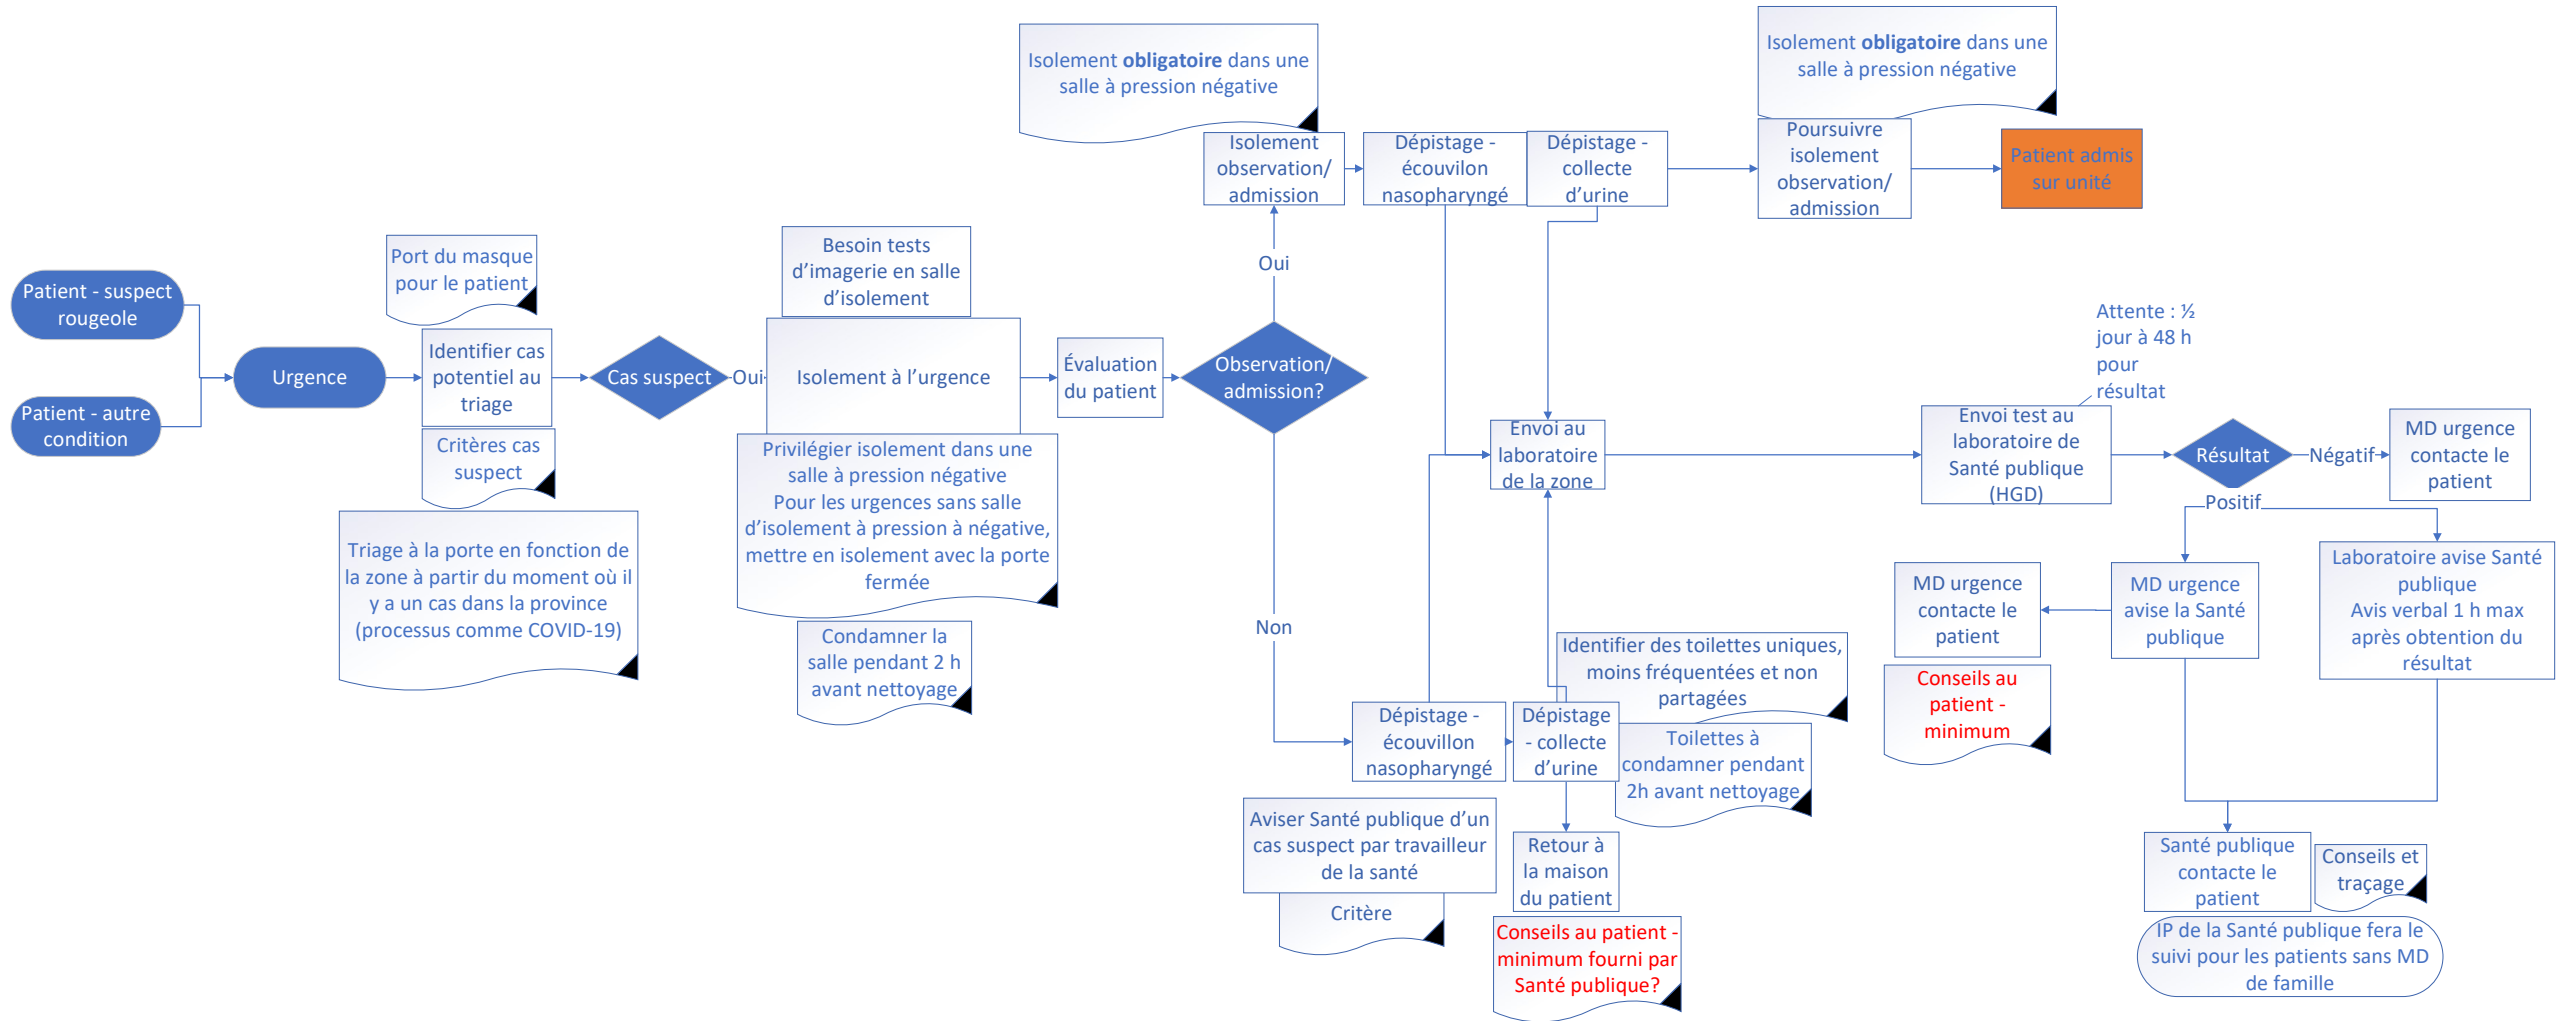 Patient - suspect
rougeole
Patient - autre
condition
Urgence
Port du masque
pour le patient
Identifier cas
potentiel au
triage
Critères cas
suspect
Triage à la porte en fonction de
la zone à partir du moment où il
y a un cas dans la province
(processus comme COVID-19)
Cas suspect
Oui
Besoin tests
d’imagerie en salle
d’isolement
Isolement à l’urgence
Privilégier isolement dans une
salle à pression négative
Pour les urgences sans salle
d’isolement à pression à négative,
mettre en isolement avec la porte
fermée
Condamner la
salle pendant 2 h
avant nettoyage
Évaluation
du patient
Observation/
admission?
Oui
Isolement obligatoire dans une
salle à pression négative
Isolement
observation/
admission
Dépistage -
écouvilon
nasopharyngé
Dépistage -
collecte
d’urine
Isolement obligatoire dans une
salle à pression négative
Poursuivre
isolement
observation/
admission
Patient admis
sur unité
Non
Dépistage -
écouvillon
nasopharyngé
Dépistage
- collecte
d’urine
Identifier des toilettes uniques,
moins fréquentées et non
partagées
Toilettes à
condamner pendant
2h avant nettoyage
Aviser Santé publique d’un
cas suspect par travailleur
de la santé
Critère
Retour à
la maison
du patient
Conseils au patient -
minimum fourni par
Santé publique?
Envoi au
laboratoire
de la zone
Attente : ½
jour à 48 h
pour
résultat
Envoi test au
laboratoire de
Santé publique
(HGD)
Résultat
Négatif
MD urgence
contacte le
patient
Positif
MD urgence
avise la Santé
publique
MD urgence
contacte le
patient
Conseils au
patient -
minimum
Laboratoire avise Santé
publique
Avis verbal 1 h max
après obtention du
résultat
Santé publique
contacte le
patient
Conseils et
traçage
IP de la Santé publique fera le
suivi pour les patients sans MD
de famille